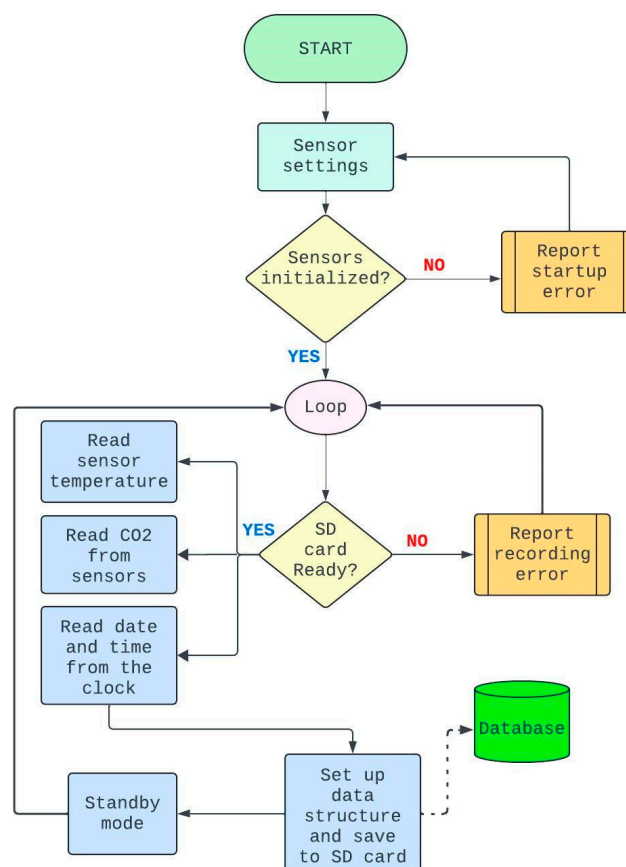 START
Sensor
settings
Sensors
initialized?
NO
Report
startup
error
YES
Loop
Read
sensor
temperature
YES
SD
card
Ready?
NO
Report
recording
error
Read CO2
from
sensors
Read date
and time
from the
clock
Database
Set up
data
structure
and save
to SD card
Standby
mode